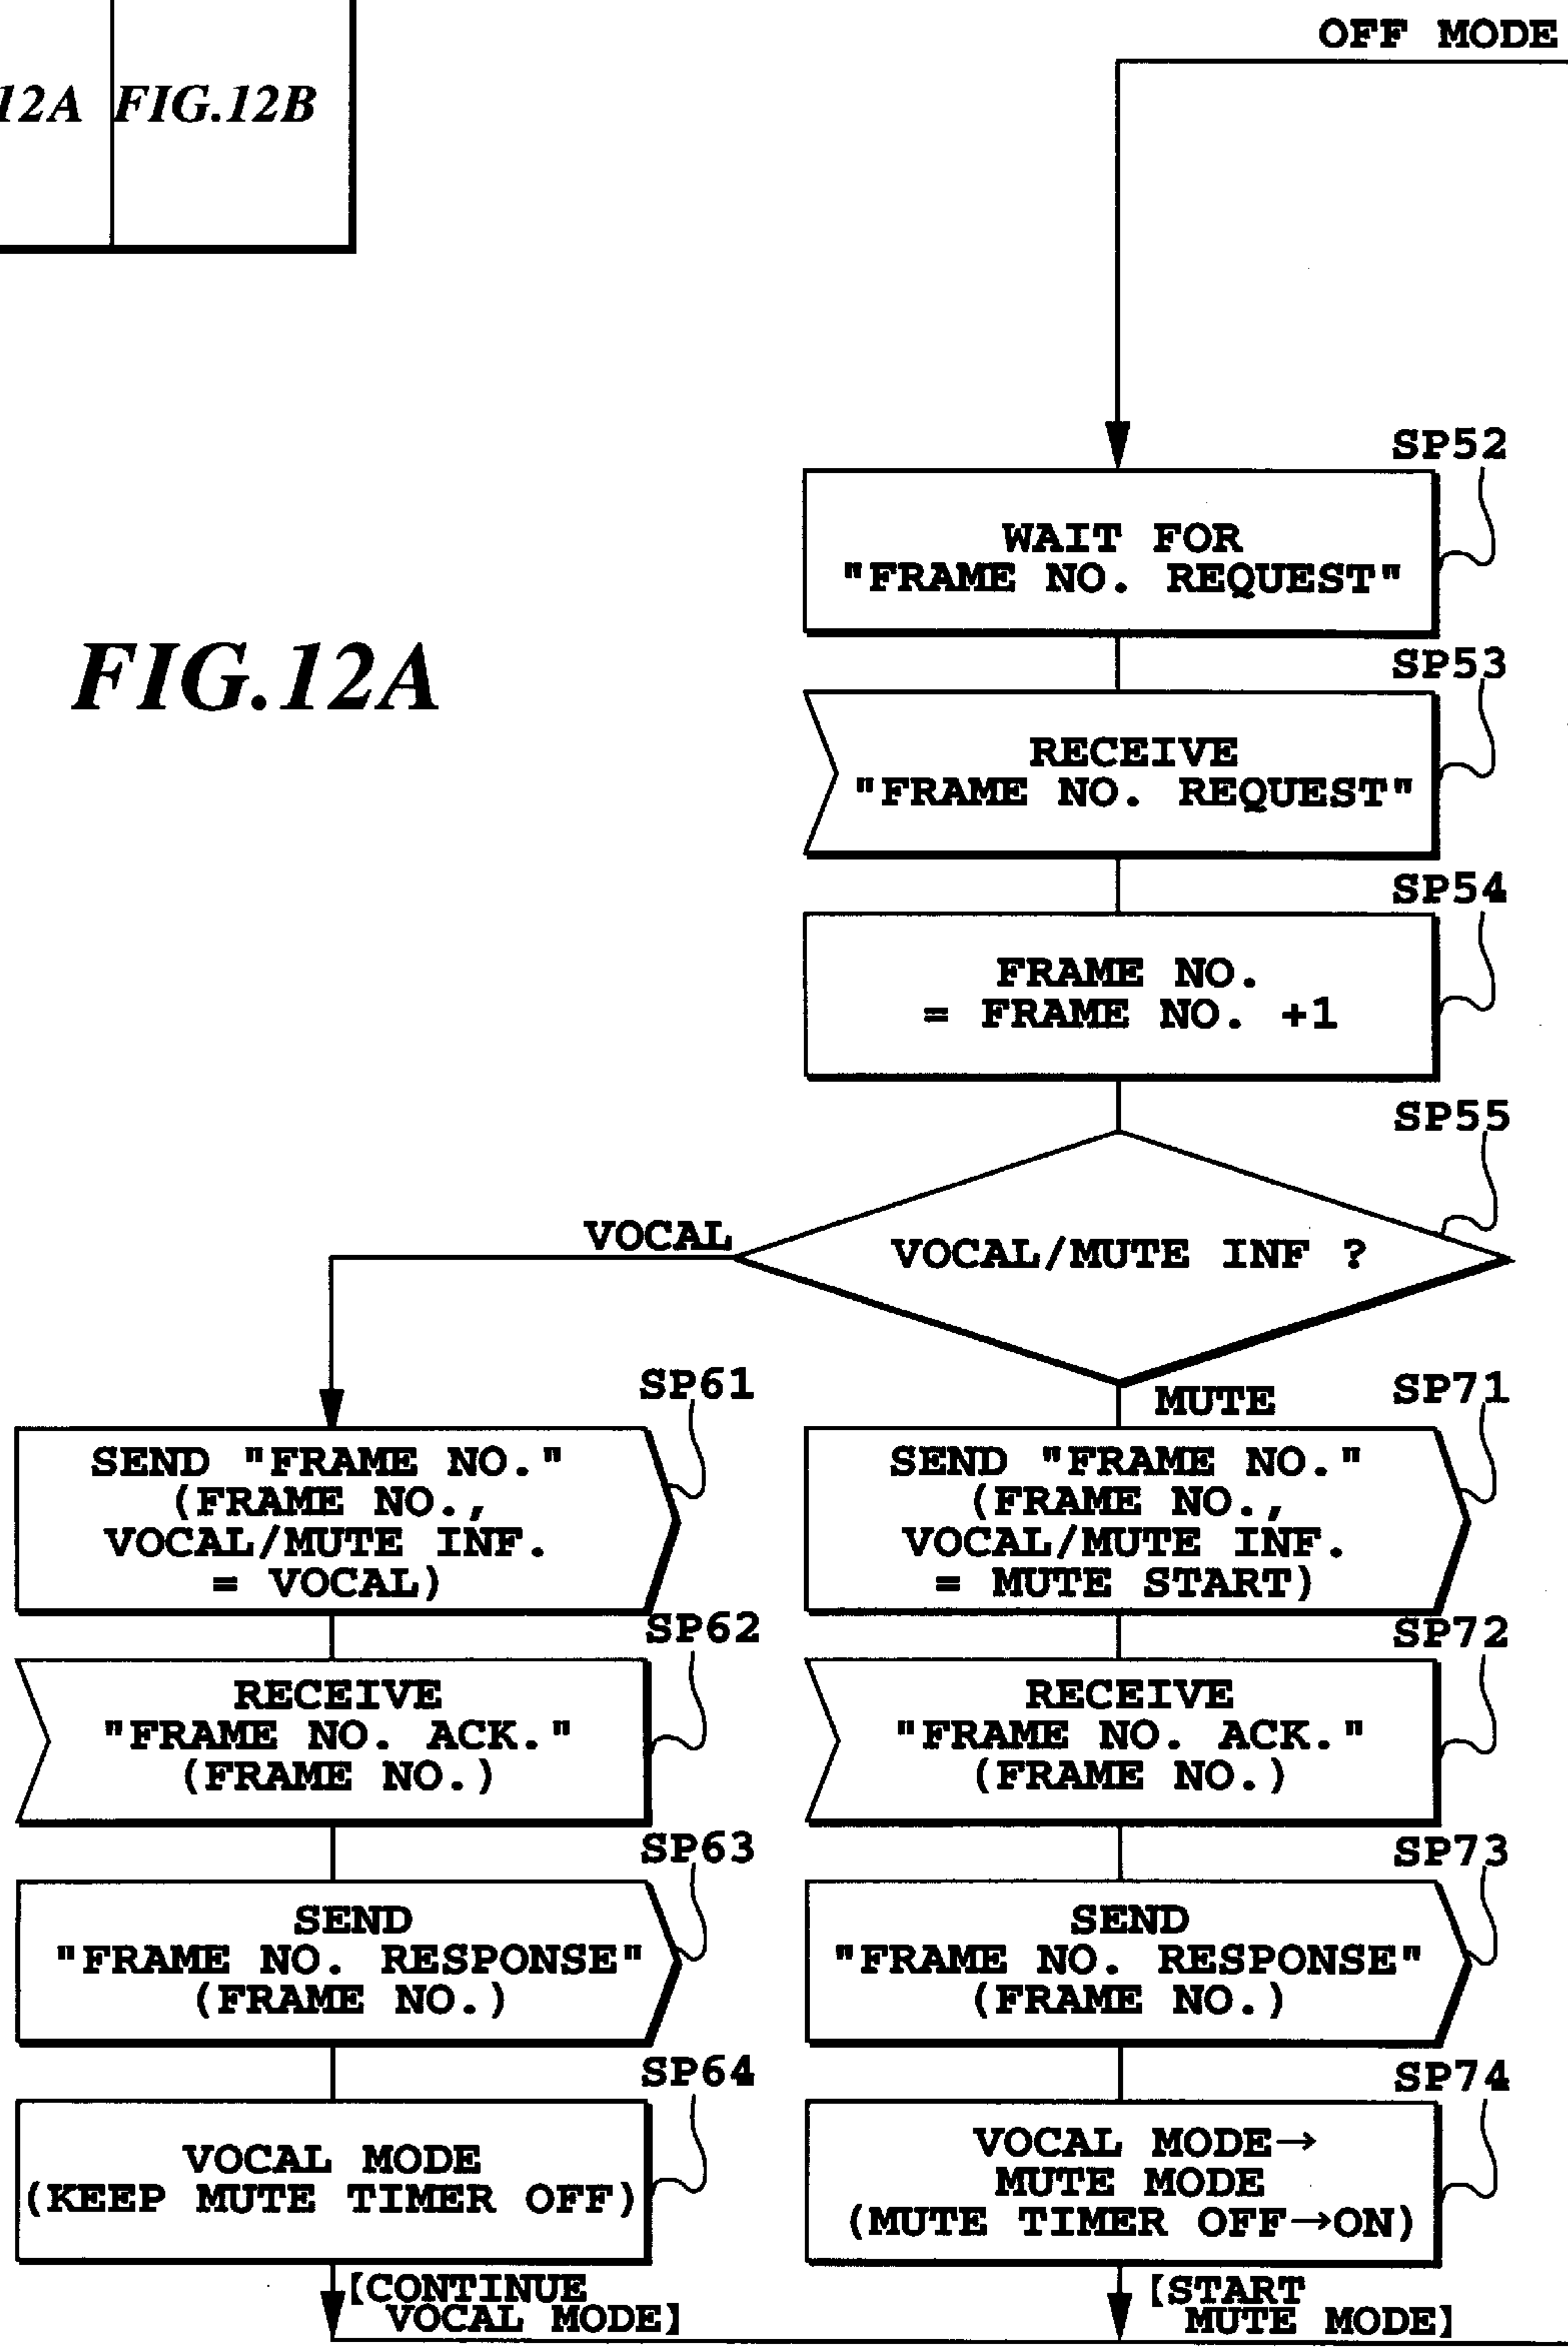 12A FIG.12B
OFF MODE
FIG.12A
SP52
WAIT FOR
"FRAME NO. REQUEST"
SP53
RECEIVE
"FRAME NO. REQUEST"
SP54
FRAME NO.
= FRAME NO. +1
SP55
VOCAL/MUTE INF ?
VOCAL
MUTE
SP61
SEND "FRAME NO."
(FRAME NO.,
VOCAL/MUTE INF.
= VOCAL)
SP62
RECEIVE
"FRAME NO. ACK."
(FRAME NO.)
SP63
SEND
"FRAME NO. RESPONSE"
(FRAME NO.)
SP64
VOCAL MODE
(KEEP MUTE TIMER OFF)
[CONTINUE
VOCAL MODE]
SP71
SEND "FRAME NO."
(FRAME NO.,
VOCAL/MUTE INF.
= MUTE START)
SP72
RECEIVE
"FRAME NO. ACK."
(FRAME NO.)
SP73
SEND
"FRAME NO. RESPONSE"
(FRAME NO.)
SP74
VOCAL MODE→
MUTE MODE
(MUTE TIMER OFF→ON)
[START
MUTE MODE]